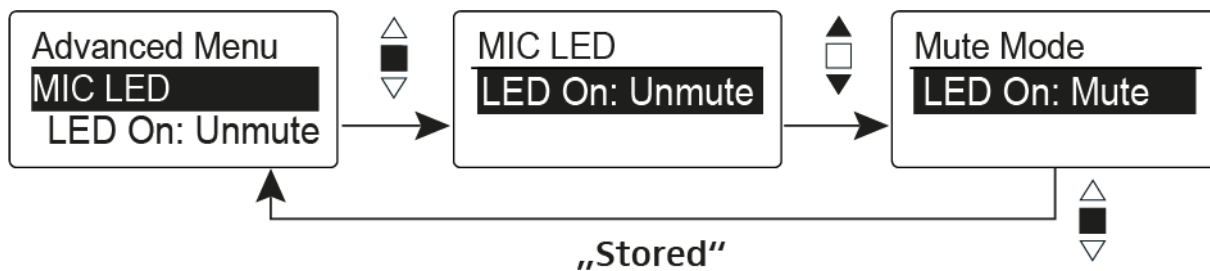 Advanced Menu
MIC LED
LED On: Unmute
MIC LED
LED On: Unmute
Mute Mode
LED On: Mute
„Stored“